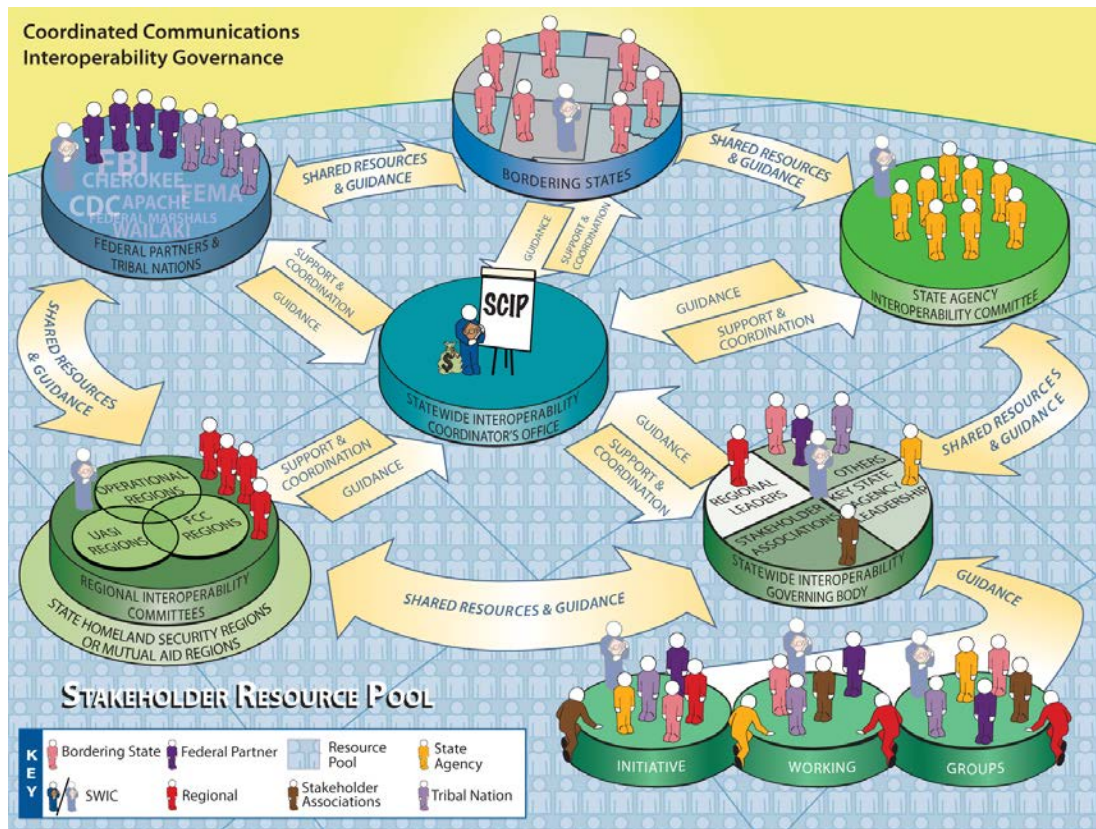 Coordinated Communications
Interoperability Governance
BORDERING STATES
FBI
CHEROKEE
FEMA
CDC
APACHE
FEDERAL MARSHALS
WAILAKI
FEDERAL PARTNERS &
TRIBAL NATIONS
SHARED RESOURCES
& GUIDANCE
SHARED RESOURCES
& GUIDANCE
STATE AGENCY
INTEROPERABILITY COMMITTEE
GUIDANCE
SUPPORT &
COORDINATION
SUPPORT &
COORDINATION
GUIDANCE
SCIP
$
STATEWIDE INTEROPERABILITY
COORDINATOR'S OFFICE
GUIDANCE
SUPPORT &
COORDINATION
SHARED RESOURCES
& GUIDANCE
SHARED RESOURCES
& GUIDANCE
SUPPORT &
COORDINATION
GUIDANCE
GUIDANCE
SUPPORT &
COORDINATION
OPERATIONAL
REGIONS
UASI
REGIONS
FCC
REGIONS
REGIONAL INTEROPERABILITY
COMMITTEES
STATE HOMELAND SECURITY REGIONS
OR MUTUAL AID REGIONS
REGIONAL
LEADERS
OTHERS
KEY STATE
AGENCY
LEADERSHIP
STAKEHOLDER
ASSOCIATIONS
STATEWIDE INTEROPERABILITY
GOVERNING BODY
SHARED RESOURCES & GUIDANCE
GUIDANCE
INITIATIVE
WORKING
GROUPS
STAKEHOLDER RESOURCE POOL
KEY
Bordering State
Federal Partner
Resource
Pool
State
Agency
SWIC
Regional
Stakeholder
Associations
Tribal Nation